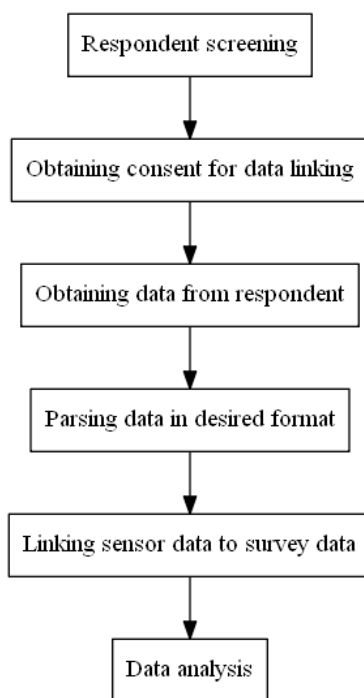 Respondent screening
Obtaining consent for data linking
Obtaining data from respondent
Parsing data in desired format
Linking sensor data to survey data
Data analysis